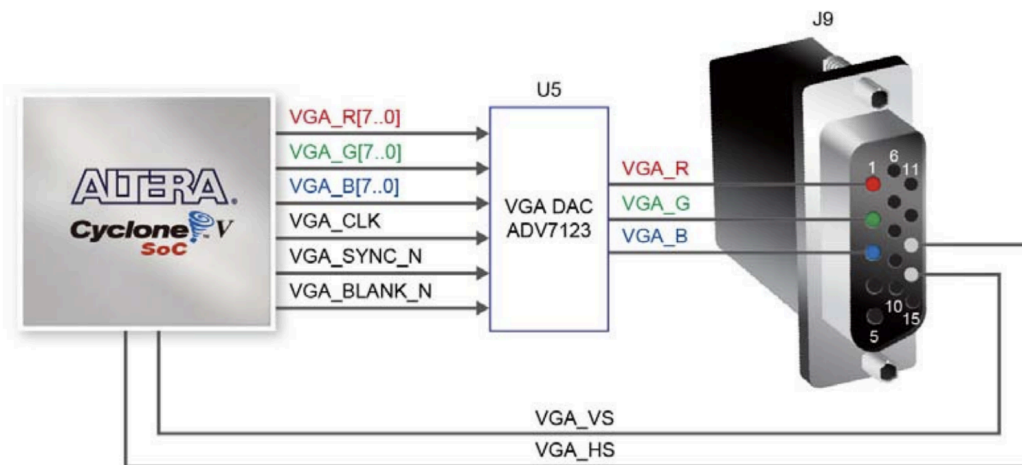 J9
U5
VGA_R[7..0]
VGA_G[7..0]
VGA_B[7..0]
VGA_CLK
VGA_SYNC_N
VGA_BLANK_N
ALTERA.
Cyclone V
SoC
VGA DAC
ADV7123
VGA_R
VGA_G
VGA_B
1
6
11
10
15
5
VGA_VS
VGA_HS